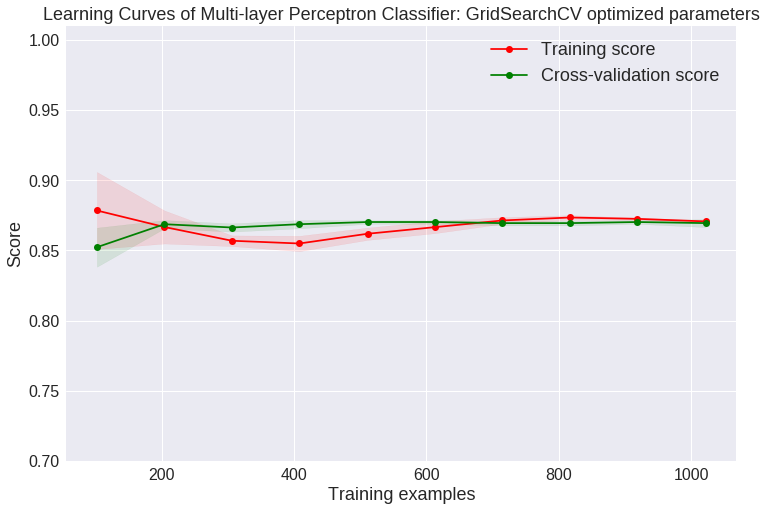 Learning Curves of Multi-layer Perceptron Classifier: GridSearchCV optimized parameters
1.00
0.95
0.90
0.85
0.80
0.75
0.70
Score
Training score
Cross-validation score
200
400
600
800
1000
Training examples